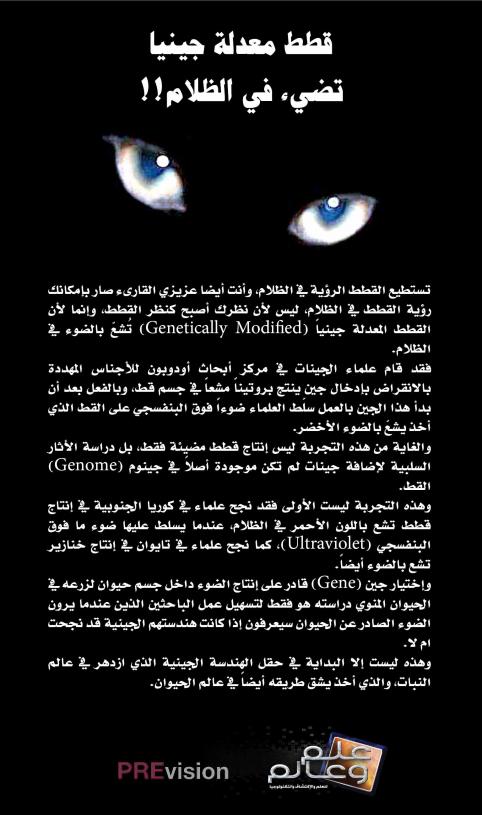 قطط معدلة جينيا
تضيء في الظلام!!
تستطيع القطط الرؤية في الظلام، وأنت أيضا عزيزي القارىء صار بإمكانك
رؤية القطط في الظلام، ليس لأن نظرك أصبح كنظر القطط، وإنما لأن
القطط المعدلة جينياً (Genetically Modified) تُشعّ بالضوء في
الظلام.
فقد قام علماء الجينات في مركز أبحاث أودوبون للأجناس المهددة
بالانقراض بإدخال جين ينتج بروتيناً مشعاً في جسم قط، وبالفعل بعد أن
بدأ هذا الجين بالعمل سلّط العلماء ضوءاً فوق البنفسجي على القط الذي
أخذ يشعّ بالضوء الأخضر.
والغاية من هذه التجربة ليس إنتاج قطط مضيئة فقط، بل دراسة الأثار
السلبية لإضافة جينات لم تكن موجودة أصلاً في جينوم (Genome)
القط.
وهذه التجربة ليست الأولى فقد نجح علماء في كوريا الجنوبية في إنتاج
قطط تشع باللون الأحمر في الظلام، عندما يسلط عليها ضوء ما فوق
البنفسجي (Ultraviolet)، كما نجح علماء في تايوان في إنتاج خنازير
تشع بالضوء أيضاً.
وإختيار جين (Gene) قادر على إنتاج الضوء داخل جسم حيوان لزرعه في
الحيوان المنوي دراسته هو فقط لتسهيل عمل الباحثين الذين عندما يرون
الضوء الصادر عن الحيوان سيعرفون إذا كانت هندستهم الجينية قد نجحت
ام لا.
وهذه ليست إلا البداية في حقل الهندسة الجينية الذي ازدهر في عالم
النبات، والذي أخذ يشق طريقه أيضاً في عالم الحيوان.
علم
وعالم
للعلم والإكتشاف والتكنولوجيا
PREvision